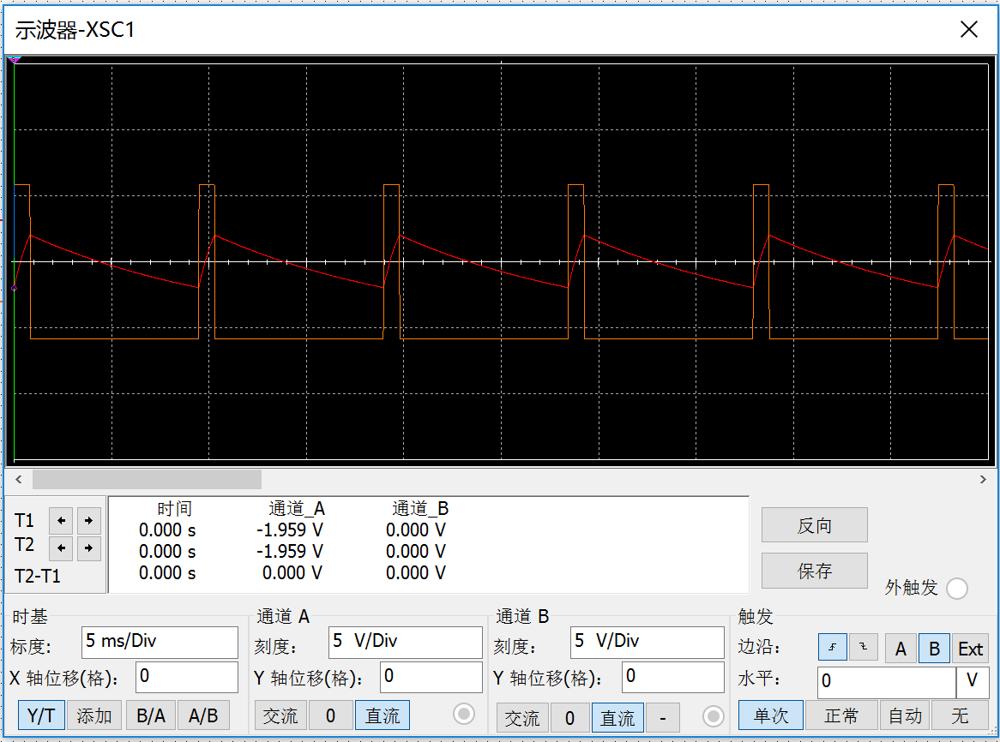 示波器-XSC1
时间 通道_A 通道_B
T1 0.000 s -1.959 V 0.000 V
T2 0.000 s -1.959 V 0.000 V
T2-T1 0.000 s 0.000 V 0.000 V
反向
保存
外触发
时基
标度: 5 ms/Div
X 轴位移(格): 0
Y/T 添加 B/A A/B
通道 A
刻度: 5 V/Div
Y 轴位移(格): 0
交流 0 直流
通道 B
刻度: 5 V/Div
Y 轴位移(格): 0
交流 0 直流 -
触发
边沿: A B Ext
水平: 0 V
单次 正常 自动 无